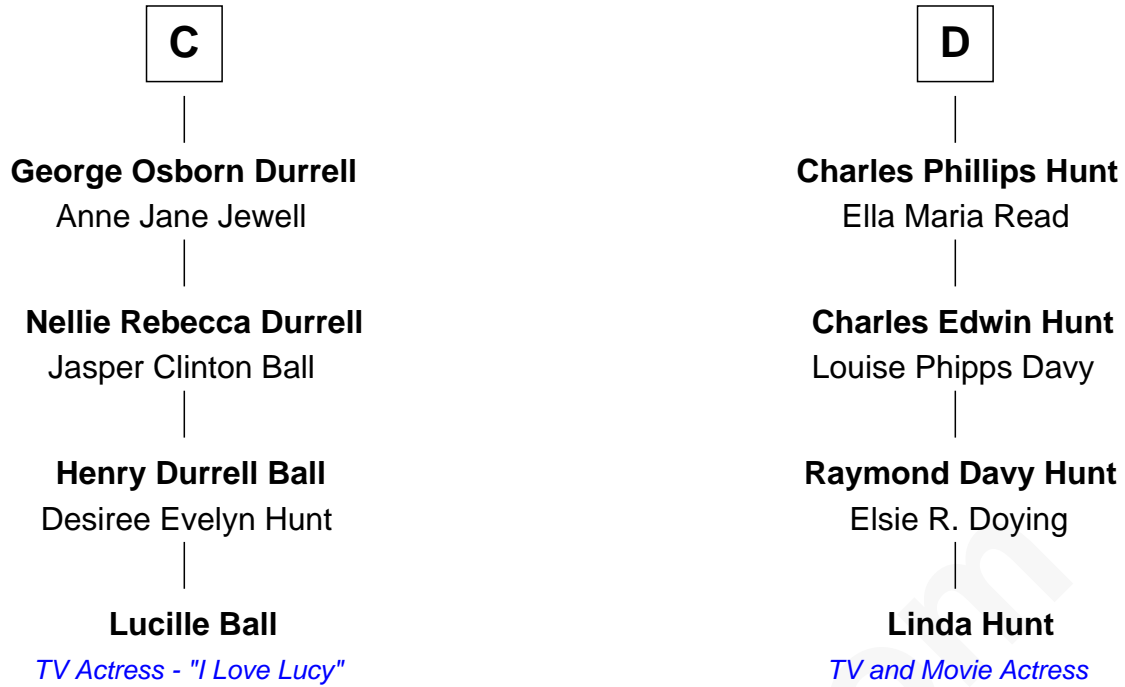 C
George Osborn Durrell
Anne Jane Jewell
Nellie Rebecca Durrell
Jasper Clinton Ball
Henry Durrell Ball
Desiree Evelyn Hunt
Lucille Ball
TV Actress - "I Love Lucy"
D
Charles Phillips Hunt
Ella Maria Read
Charles Edwin Hunt
Louise Phipps Davy
Raymond Davy Hunt
Elsie R. Doying
Linda Hunt
TV and Movie Actress